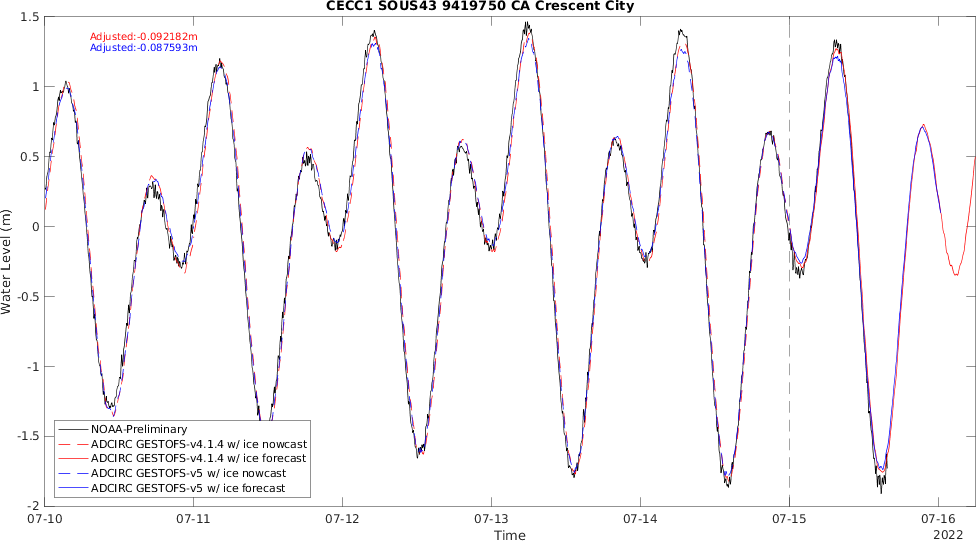 CECC1 SOUS43 9419750 CA Crescent City
Adjusted:-0.092182m
Adjusted:-0.087593m
1.5
1
0.5
0
-0.5
-1
-1.5
-2
Water Level (m)
NOAA-Preliminary
ADCIRC GESTOFS-v4.1.4 w/ ice nowcast
ADCIRC GESTOFS-v4.1.4 w/ ice forecast
ADCIRC GESTOFS-v5 w/ ice nowcast
ADCIRC GESTOFS-v5 w/ ice forecast
07-10 07-11 07-12 07-13 07-14 07-15 07-16
Time
2022